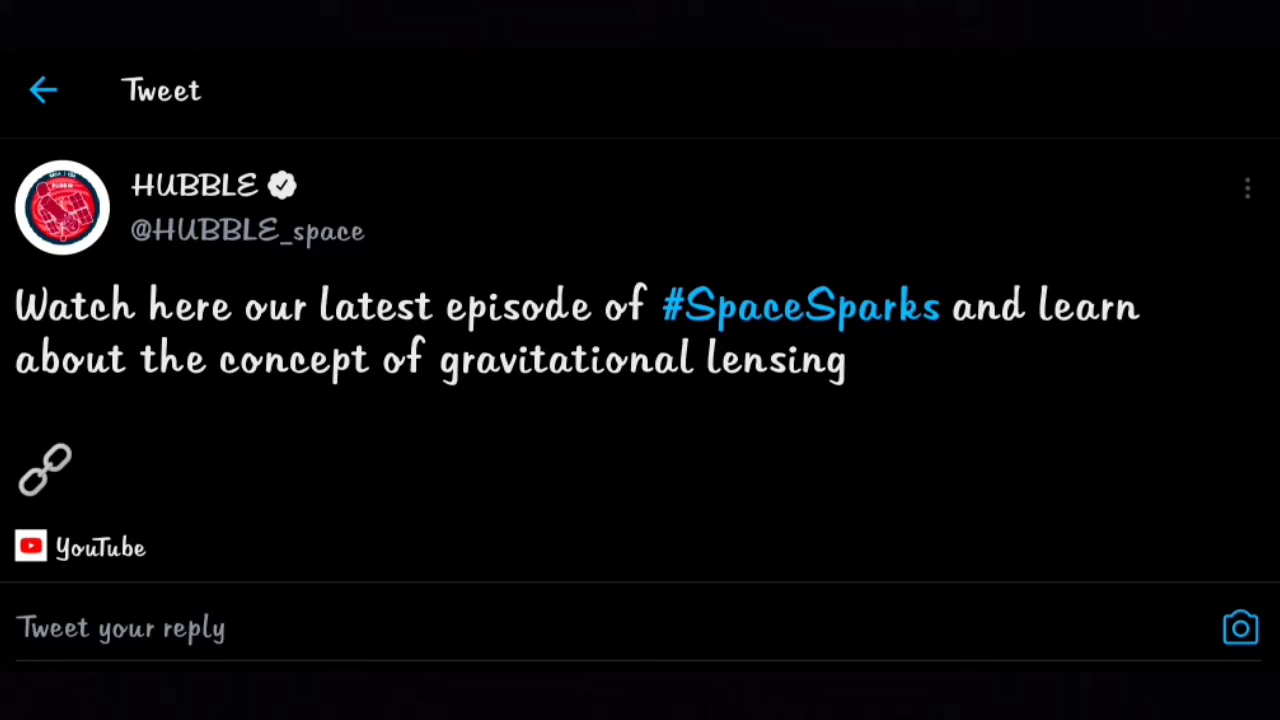 Tweet
HUBBLE
@HUBBLE_space
Watch here our latest episode of #SpaceSparks and learn
about the concept of gravitational lensing
YouTube
Tweet your reply